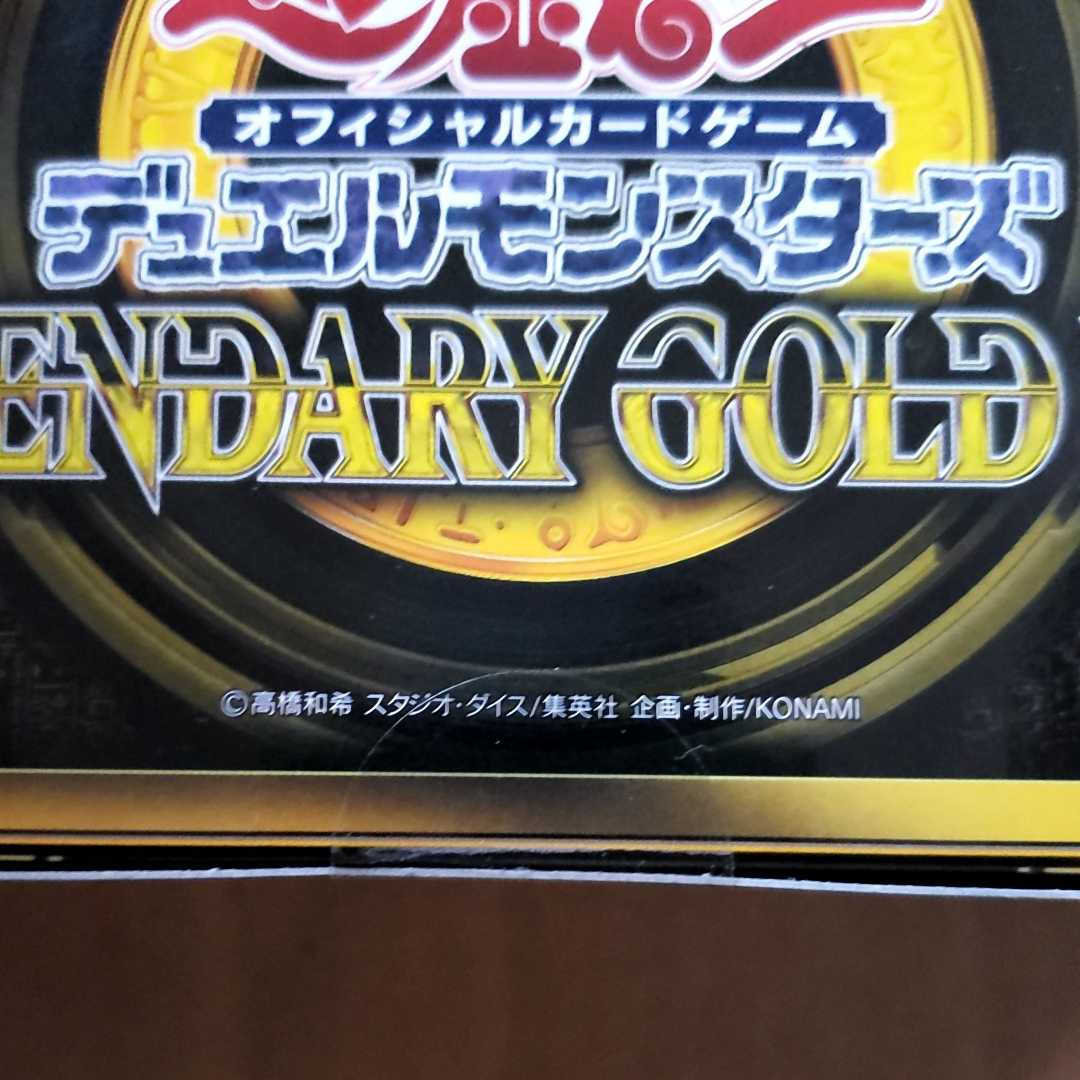 オフィシャルカードゲーム
デュエルモンスターズ
ENDARY GOLD
©高橋和希 スタジオ・ダイス/集英社 企画・制作/KONAMI